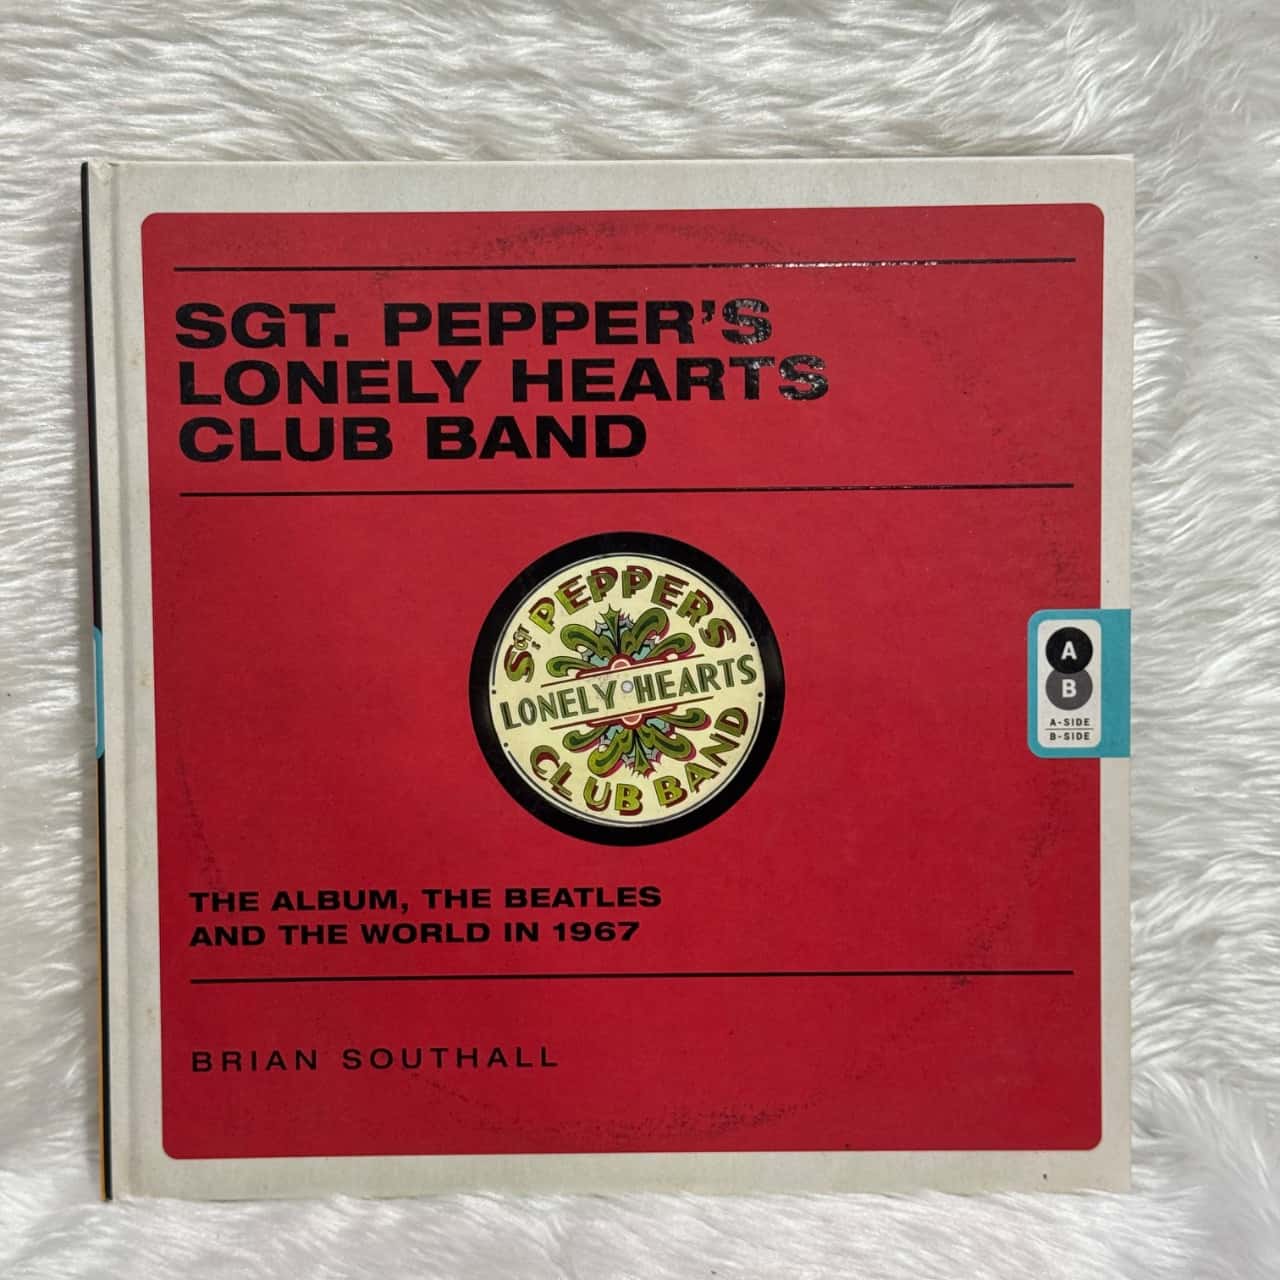 SGT. PEPPER'S
LONELY HEARTS
CLUB BAND
SGT. PEPPERS
LONELY HEARTS
CLUB BAND
A
B
A-SIDE
B-SIDE
THE ALBUM, THE BEATLES
AND THE WORLD IN 1967
BRIAN SOUTHALL